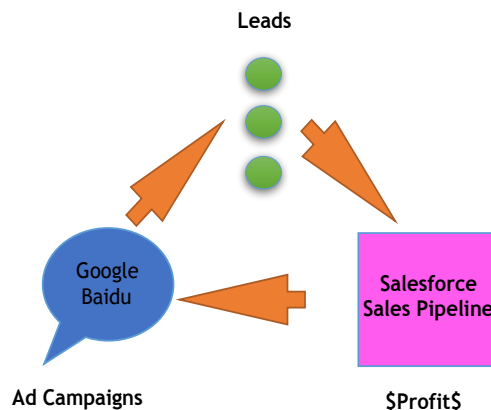 Leads
Google
Baidu
Salesforce
Sales Pipeline
Ad Campaigns
$Profit$